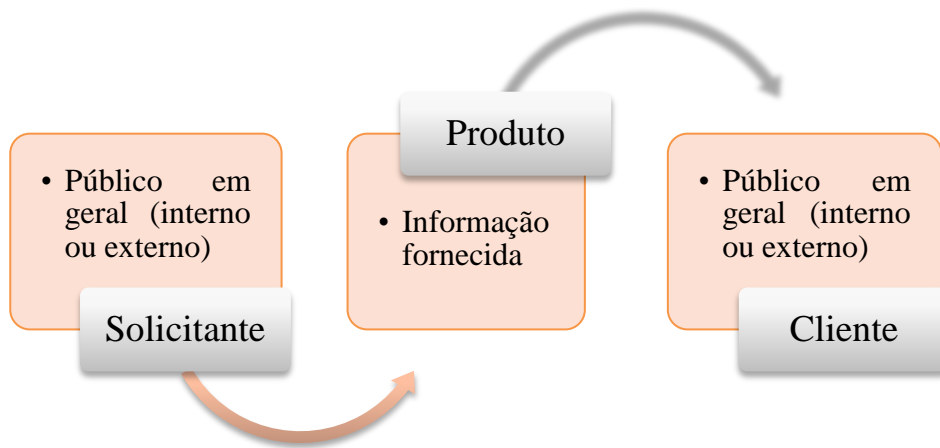 • Público em
geral (interno
ou externo)
Solicitante
Produto
• Informação
fornecida
• Público em
geral (interno
ou externo)
Cliente